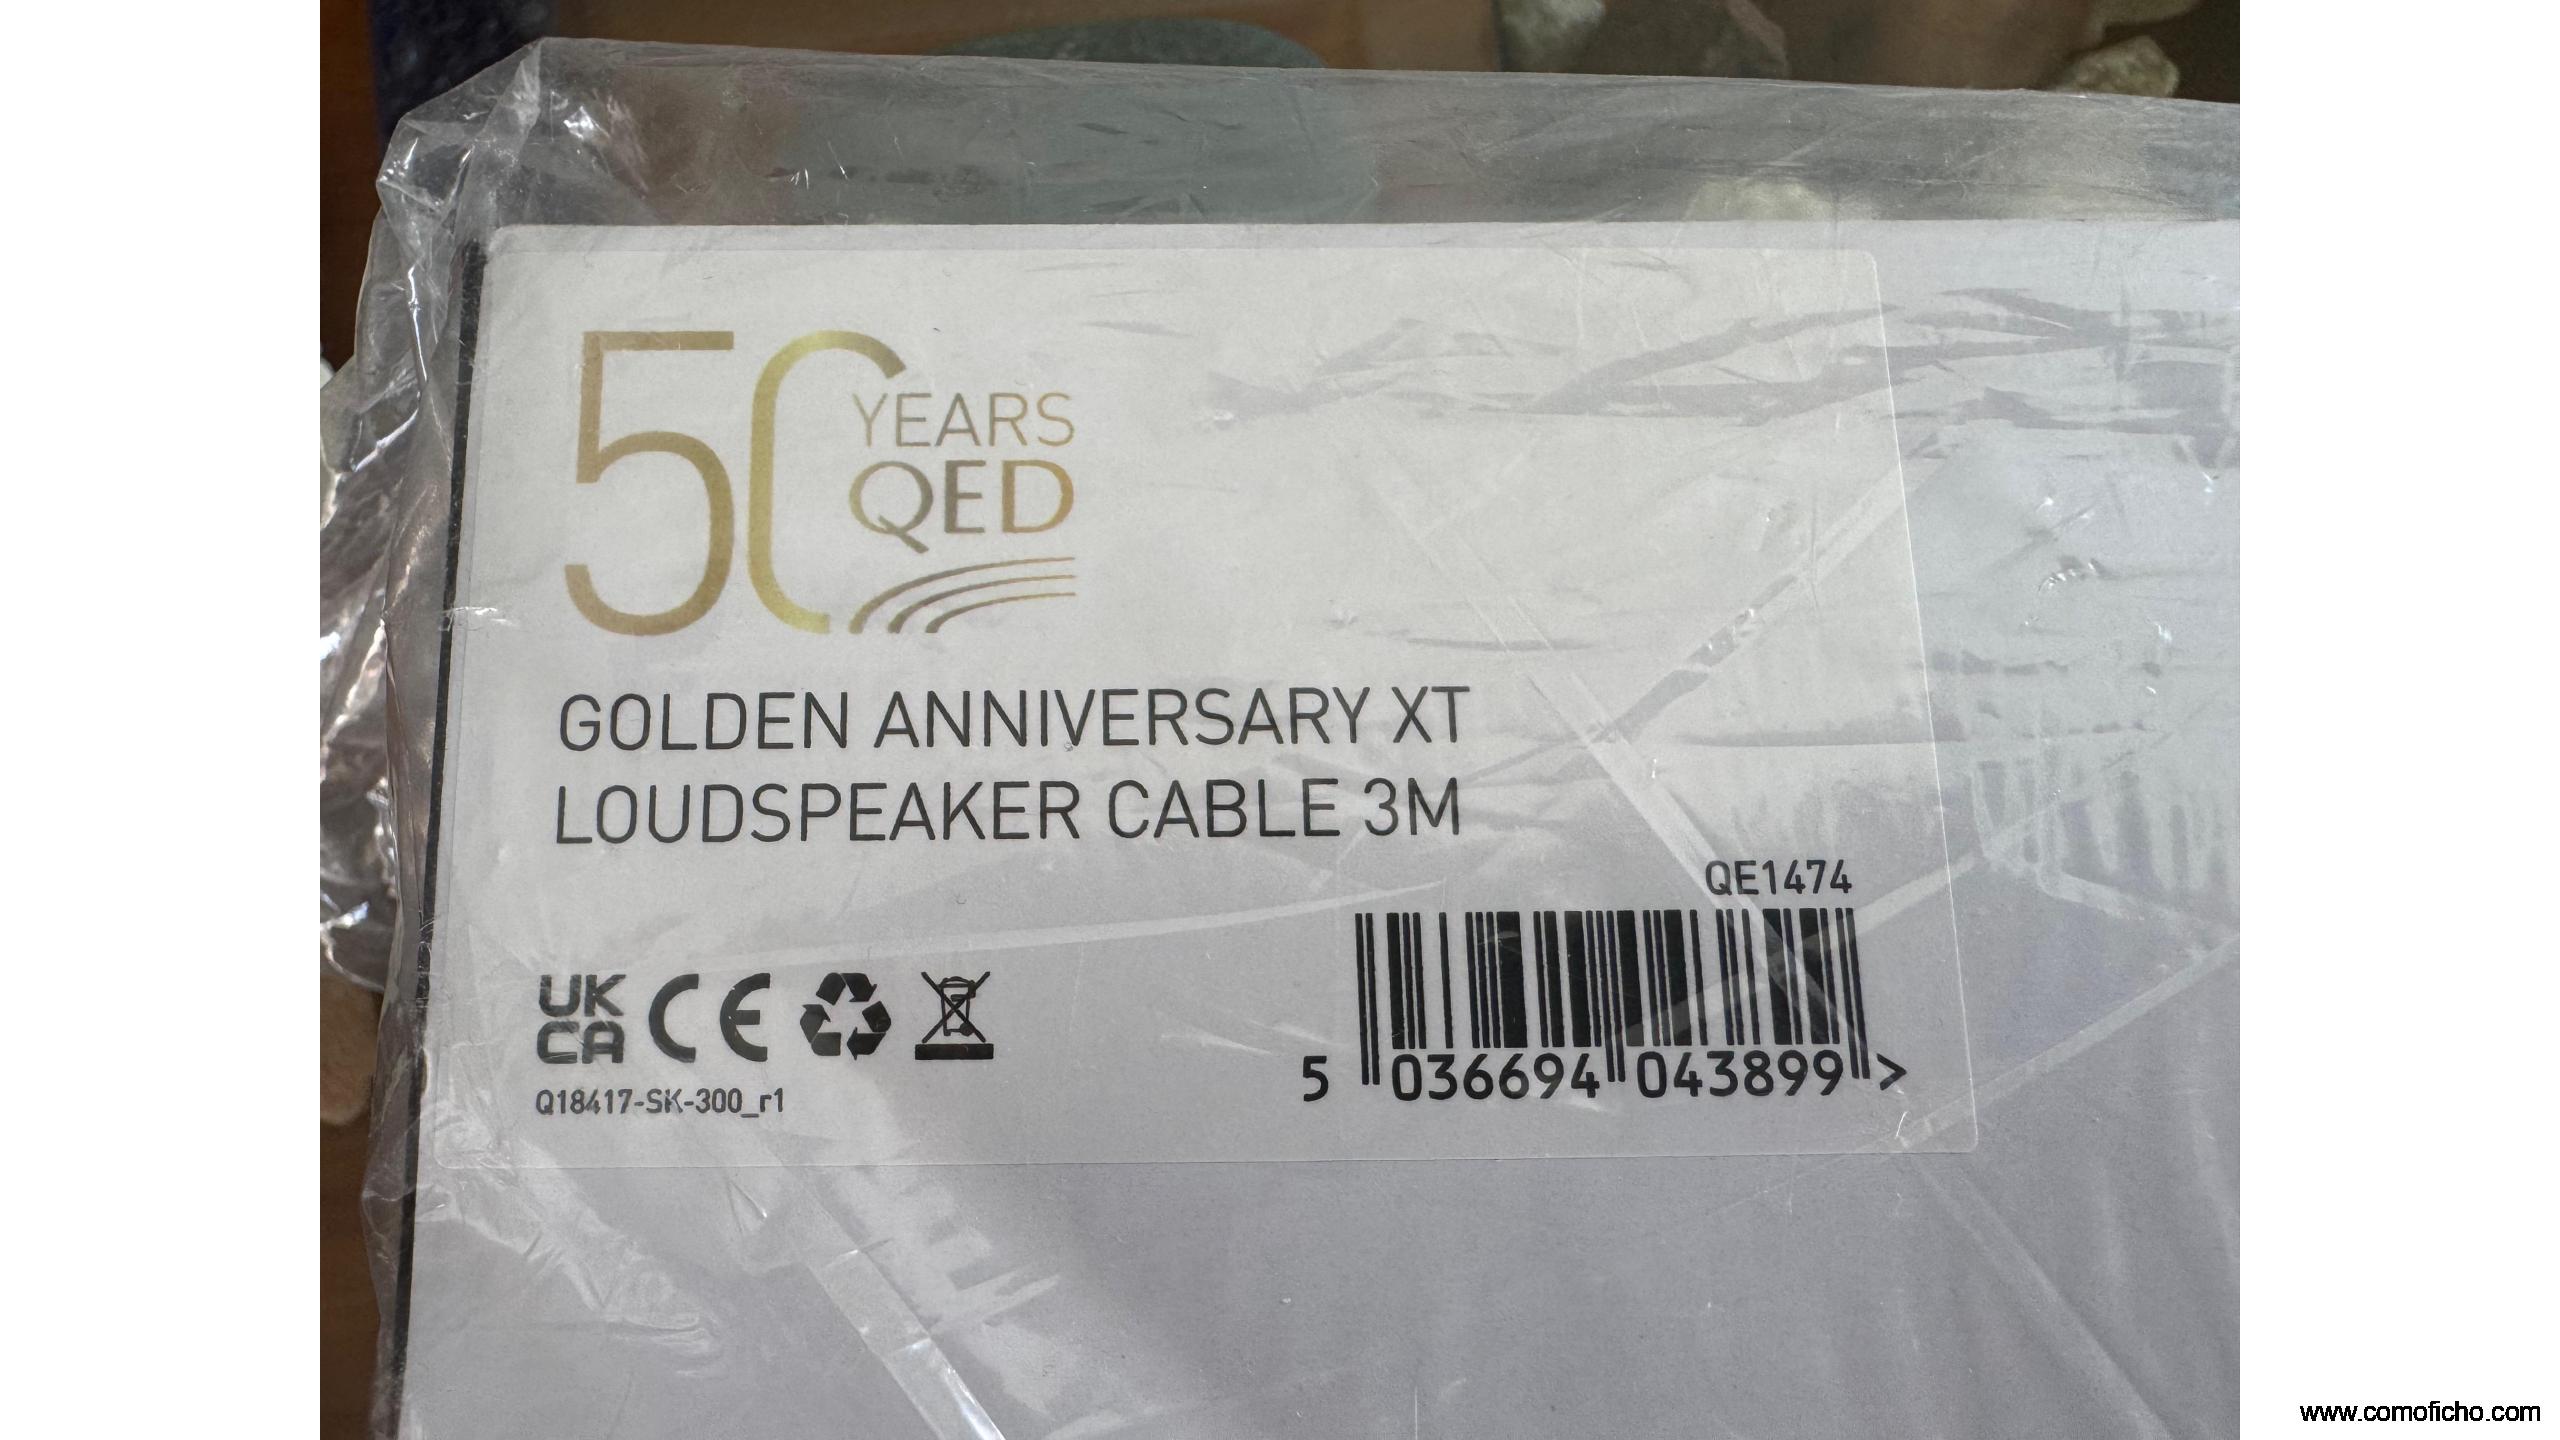 50
YEARS
QED
GOLDEN ANNIVERSARY XT
LOUDSPEAKER CABLE 3M
QE1474
UK
CA CE
Q18417-SK-300_r1
5 036694 043899 >
www.comoficho.com